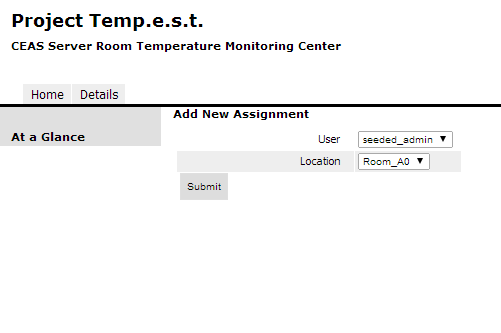 Project Temp.e.s.t.
CEAS Server Room Temperature Monitoring Center
Home Details
At a Glance
Add New Assignment
User seeded_admin
Location Room_A0
Submit